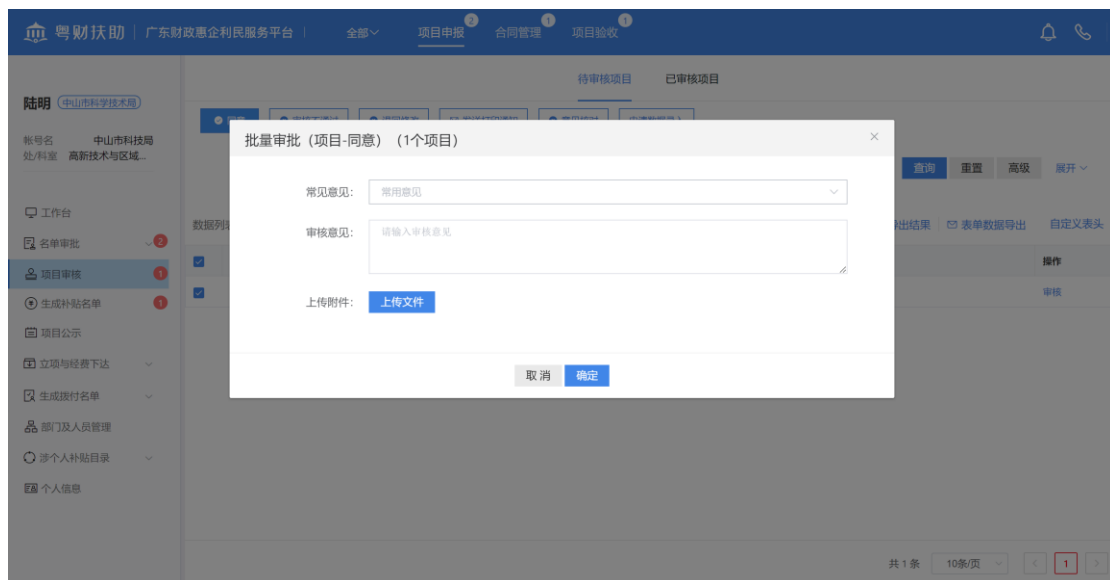 粤财扶助 广东财政惠企利民服务平台 全部 项目申报 2 合同管理 1 项目验收 1
陆明 中山市科学技术局
帐号名 中山市科技局
处/科室 高新技术与区域...
工作台
名单审批 2
项目审核 1
生成补贴名单 1
项目公示
立项与经费下达
生成拨付名单
部门及人员管理
涉个人补贴目录
个人信息
待审核项目 已审核项目
查询 重置 高级 展开
数据列 导出结果 表单数据导出 自定义表头
操作
审核
批量审批（项目-同意）（1个项目）
常见意见: 常用意见
审核意见: 请输入审核意见
上传附件: 上传文件
取消 确定
共 1 条 10条/页 1